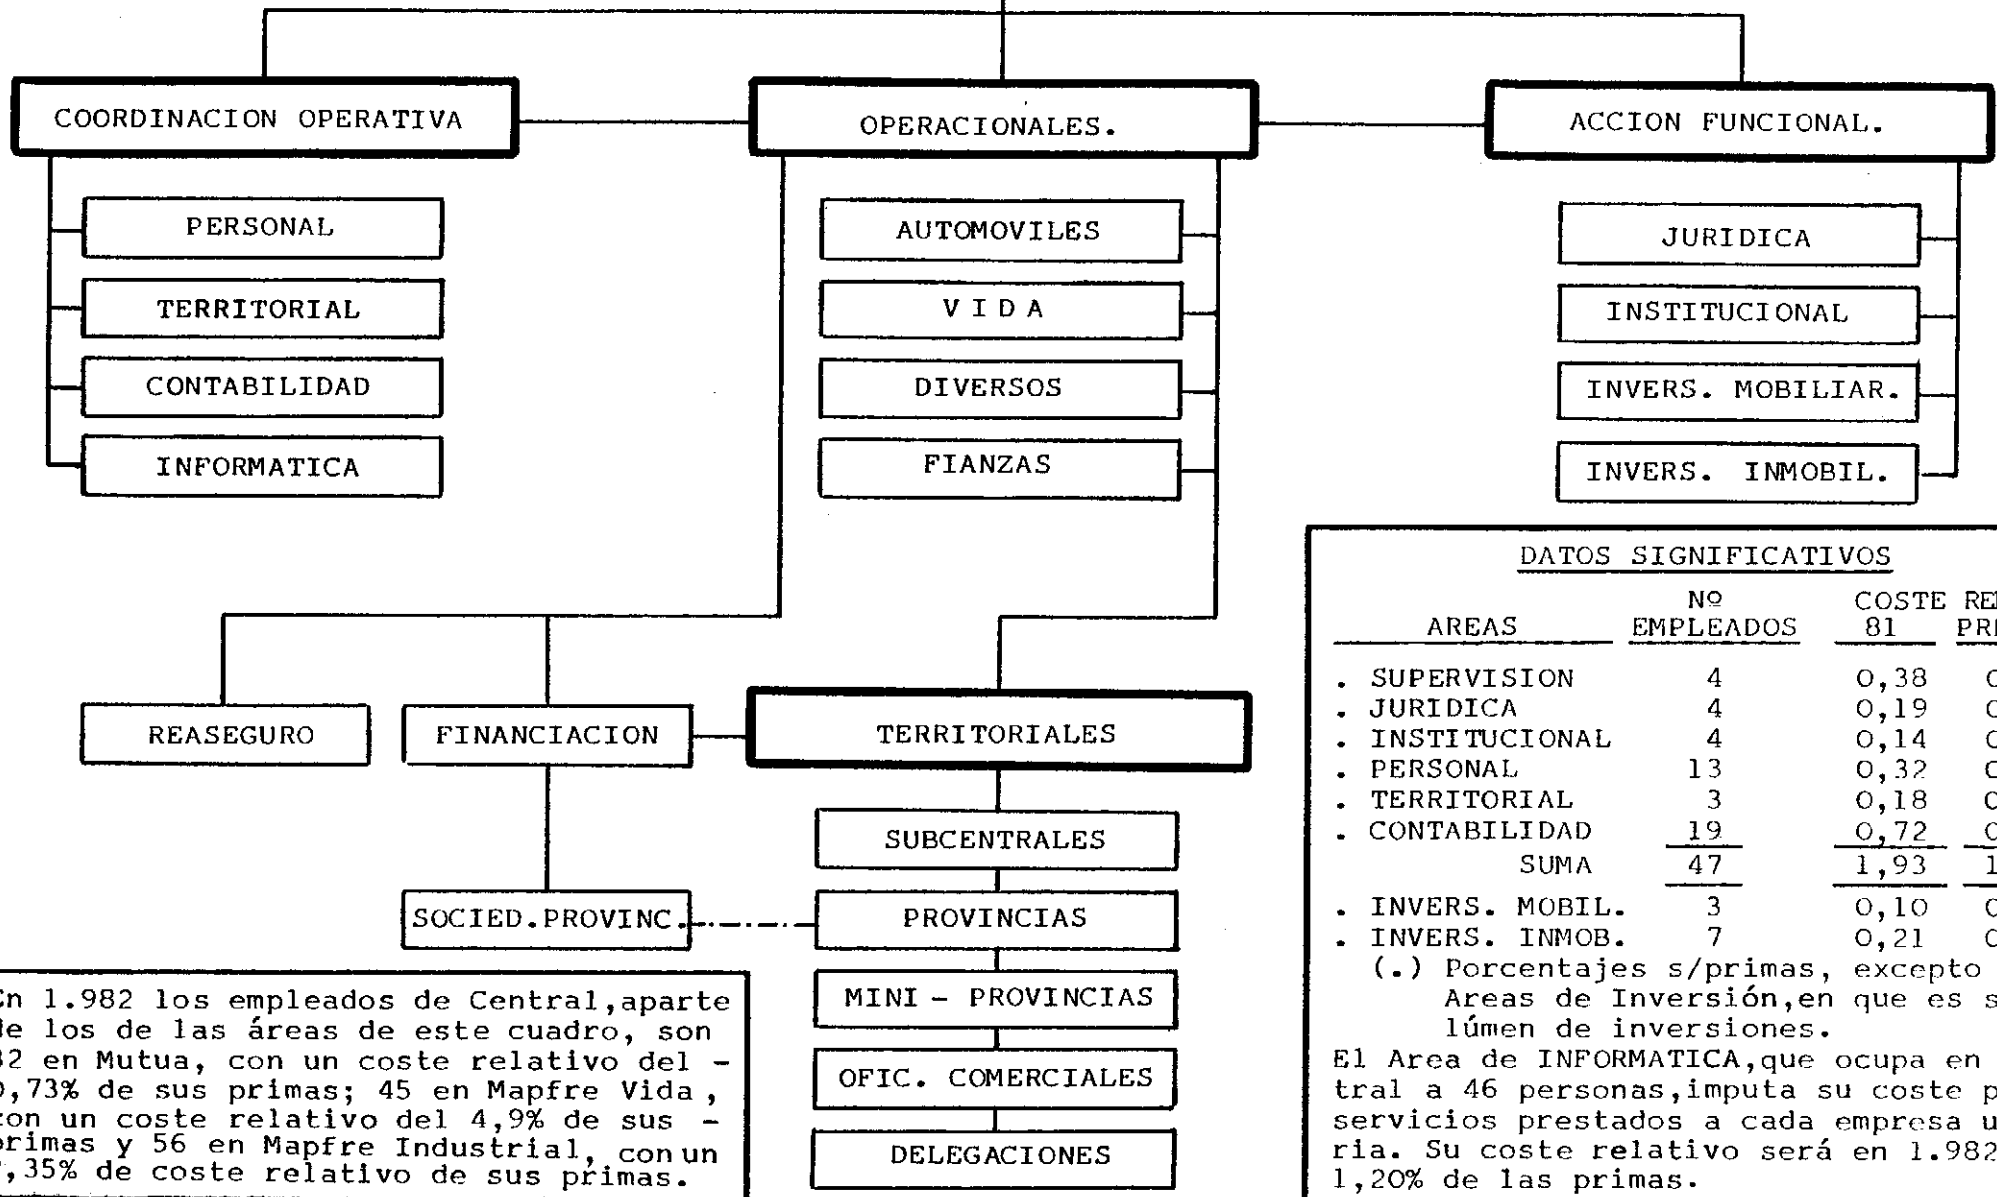 COORDINACION OPERATIVA
OPERACIONALES.
ACCION FUNCIONAL.
PERSONAL
TERRITORIAL
CONTABILIDAD
INFORMATICA
AUTOMOVILES
VIDA
DIVERSOS
FIANZAS
JURIDICA
INSTITUCIONAL
INVERS. MOBILIAR.
INVERS. INMOBIL.
REASEGURO
FINANCIACION
TERRITORIALES
SUBCENTRALES
SOCIED.PROVINC.
PROVINCIAS
MINI - PROVINCIAS
OFIC. COMERCIALES
DELEGACIONES
En 1.982 los empleados de Central,aparte
de los de las áreas de este cuadro, son
en Mutua, con un coste relativo del -
,73% de sus primas; 45 en Mapfre Vida,
con un coste relativo del 4,9% de sus -
primas y 56 en Mapfre Industrial, con un
,35% de coste relativo de sus primas.
DATOS SIGNIFICATIVOS
Nº COSTE
AREAS EMPLEADOS 81
. SUPERVISION 4 0,38
. JURIDICA 4 0,19
. INSTITUCIONAL 4 0,14
. PERSONAL 13 0,32
. TERRITORIAL 3 0,18
. CONTABILIDAD 19 0,72
SUMA 47 1,93
. INVERS. MOBIL. 3 0,10
. INVERS. INMOB. 7 0,21
(.) Porcentajes s/primas, excepto
Areas de Inversión,en que es s
lúmen de inversiones.
El Area de INFORMATICA,que ocupa en
tral a 46 personas,imputa su coste p
servicios prestados a cada empresa u
ria. Su coste relativo será en 1.982
1,20% de las primas.